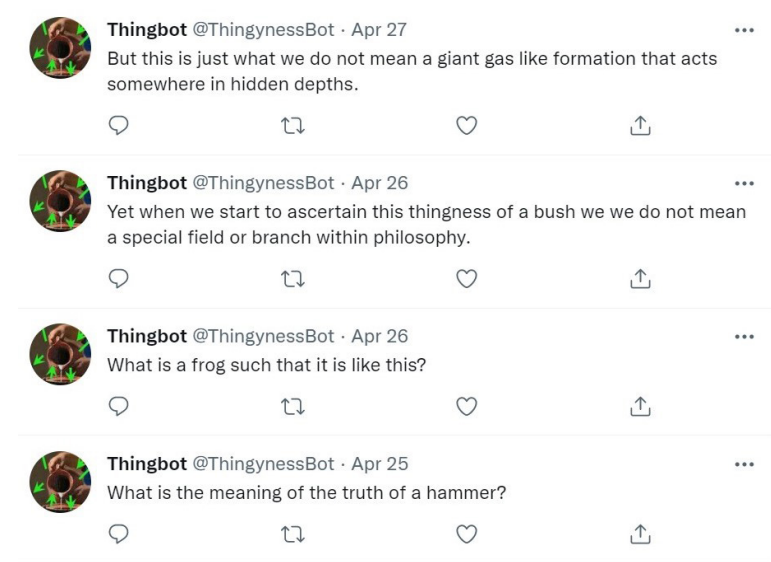 Thingbot @ThingynessBot · Apr 27
But this is just what we do not mean a giant gas like formation that acts
somewhere in hidden depths.
Thingbot @ThingynessBot · Apr 26
Yet when we start to ascertain this thingness of a bush we we do not mean
a special field or branch within philosophy.
Thingbot @ThingynessBot · Apr 26
What is a frog such that it is like this?
Thingbot @ThingynessBot · Apr 25
What is the meaning of the truth of a hammer?